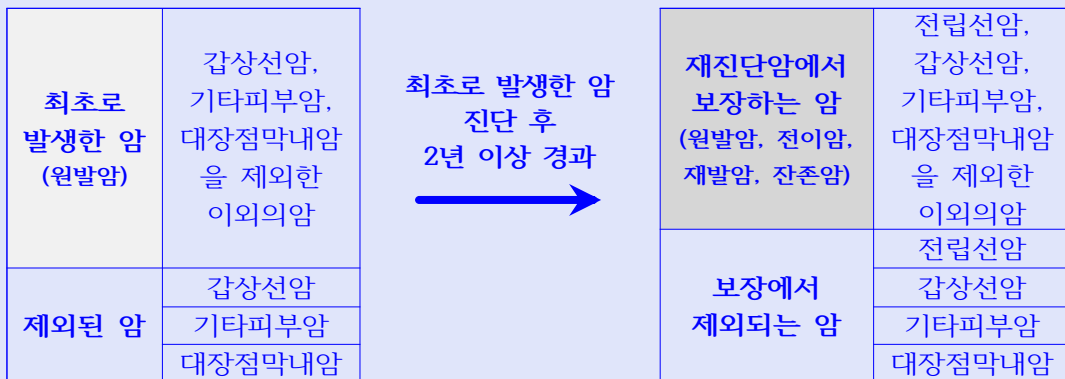 최초로
발생한 암
(원발암)
갑상선암,
기타피부암,
대장점막내암
을 제외한
이외의암
제외된 암
갑상선암
기타피부암
대장점막내암
최초로 발생한 암
진단 후
2년 이상 경과
재진단암에서
보장하는 암
(원발암, 전이암,
재발암, 잔존암)
전립선암,
갑상선암,
기타피부암,
대장점막내암
을 제외한
이외의암
보장에서
제외되는 암
전립선암
갑상선암
기타피부암
대장점막내암